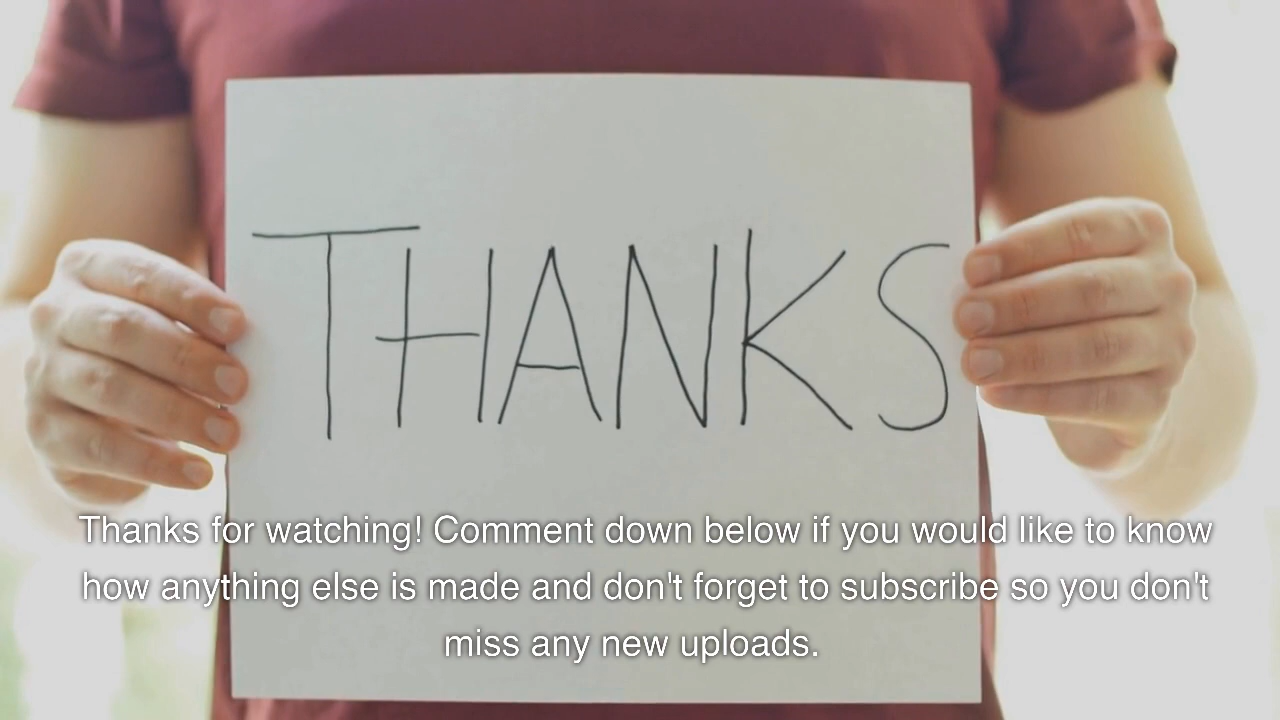 THANKS
Thanks for watching! Comment down below if you would like to know
how anything else is made and don't forget to subscribe so you don't
miss any new uploads.